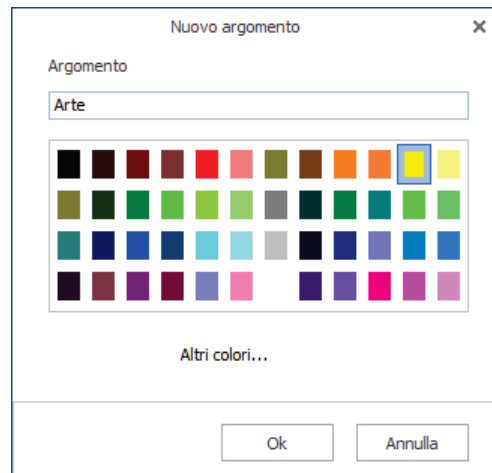 Nuovo argomento
Argomento
Arte
Altri colori...
Ok
Annulla